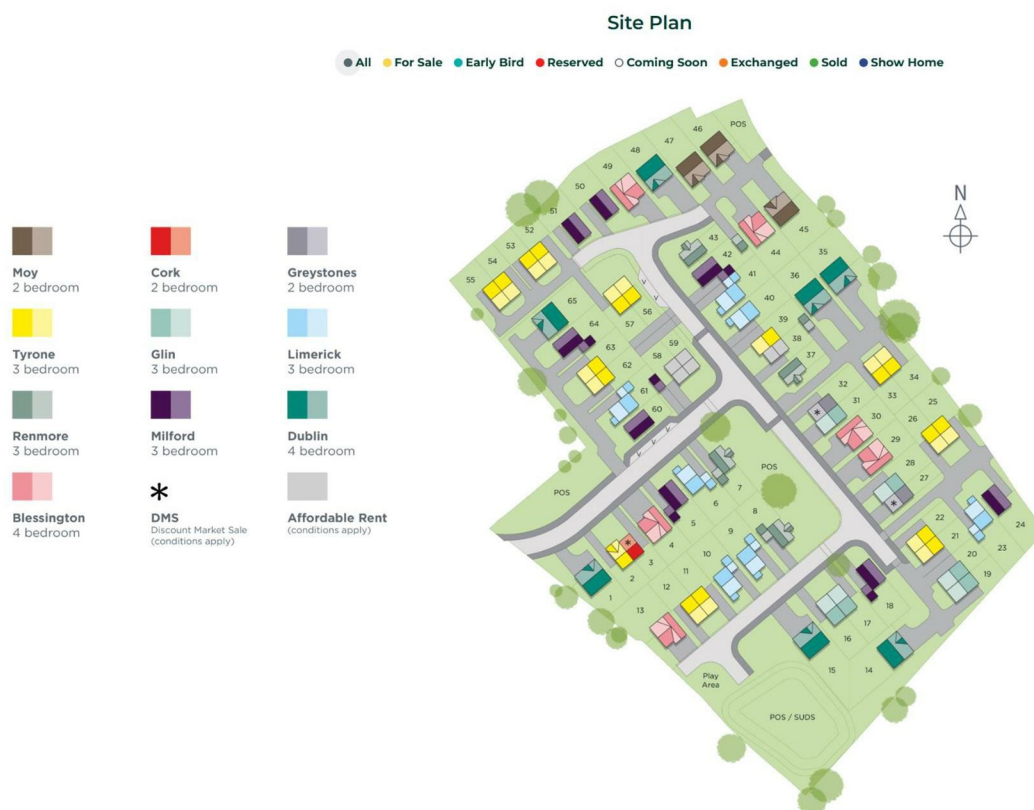 Site Plan
All For Sale Early Bird Reserved Coming Soon Exchanged Sold Show Home
Moy
2 bedroom
Cork
2 bedroom
Greystones
2 bedroom
Tyrone
3 bedroom
Glin
3 bedroom
Limerick
3 bedroom
Renmore
3 bedroom
Milford
3 bedroom
Dublin
4 bedroom
Blessington
4 bedroom
*
DMS
Discount Market Sale
(conditions apply)
Affordable Rent
(conditions apply)
N
POS
46
47
48
49
50
51
52
53
54
55
45
44
43
42
41
40
39
38
37
36
35
34
33
32
31
30
29
28
27
26
25
65
64
63
62
61
60
59
58
57
56
V
V
*
*
POS
POS
V
V
7
6
5
4
3
2
1
*
8
9
10
11
12
13
24
23
22
21
20
19
18
17
16
15
14
Play
Area
POS / SUDS